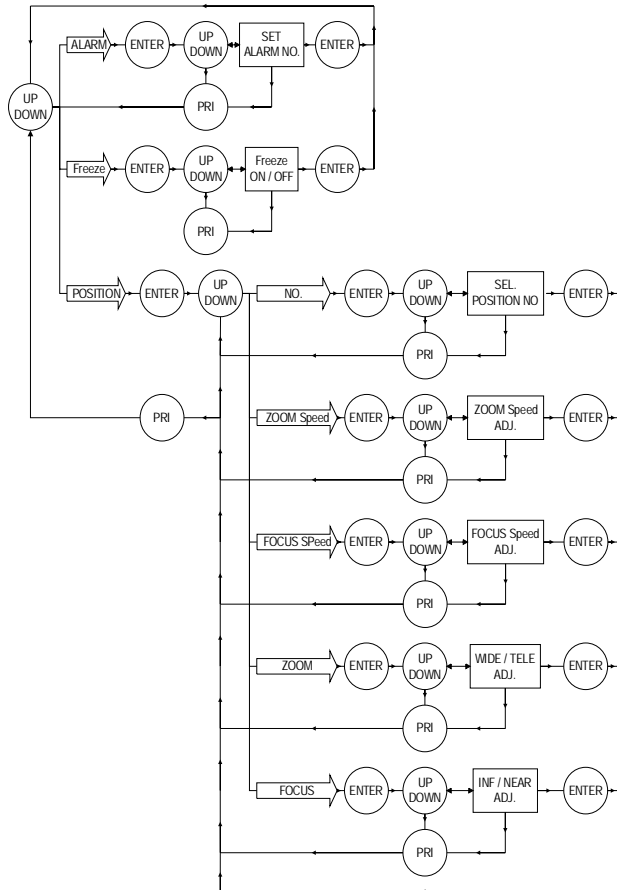 ALARM
ENTER
UP
DOWN
SET
ALARM NO.
ENTER
UP
DOWN
PRI
Freeze
ENTER
UP
DOWN
Freeze
ON / OFF
ENTER
PRI
POSITION
ENTER
UP
DOWN
NO.
ENTER
UP
DOWN
SEL.
POSITION NO
ENTER
PRI
PRI
ZOOM Speed
ENTER
UP
DOWN
ZOOM Speed
ADJ.
ENTER
PRI
FOCUS SPeed
ENTER
UP
DOWN
FOCUS Speed
ADJ.
ENTER
PRI
ZOOM
ENTER
UP
DOWN
WIDE / TELE
ADJ.
ENTER
PRI
FOCUS
ENTER
UP
DOWN
INF / NEAR
ADJ.
ENTER
PRI